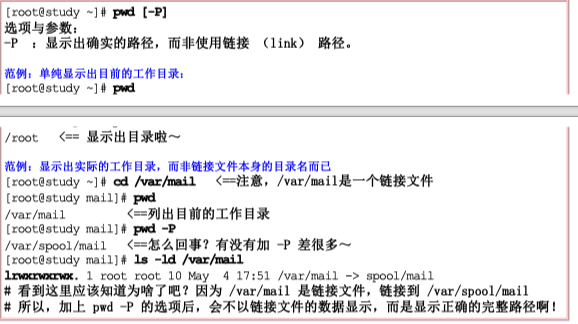 [root@study ~]# pwd [-P]
选项与参数：
-P ：显示出确实的路径，而非使用链接 （link） 路径。
范例：单纯显示出目前的工作目录：
[root@study ~]# pwd
/root <== 显示出目录啦～
范例：显示出实际的工作目录，而非链接文件本身的目录名而已
[root@study ~]# cd /var/mail <==注意，/var/mail是一个链接文件
[root@study mail]# pwd
/var/mail <==列出目前的工作目录
[root@study mail]# pwd -P
/var/spool/mail <==怎么回事？有没有加 -P 差很多～
[root@study mail]# ls -ld /var/mail
lrwxrwxrwx. 1 root root 10 May 4 17:51 /var/mail -> spool/mail
# 看到这里应该知道为啥了吧？因为 /var/mail 是链接文件，链接到 /var/spool/mail
# 所以，加上 pwd -P 的选项后，会不以链接文件的数据显示，而是显示正确的完整路径啊！